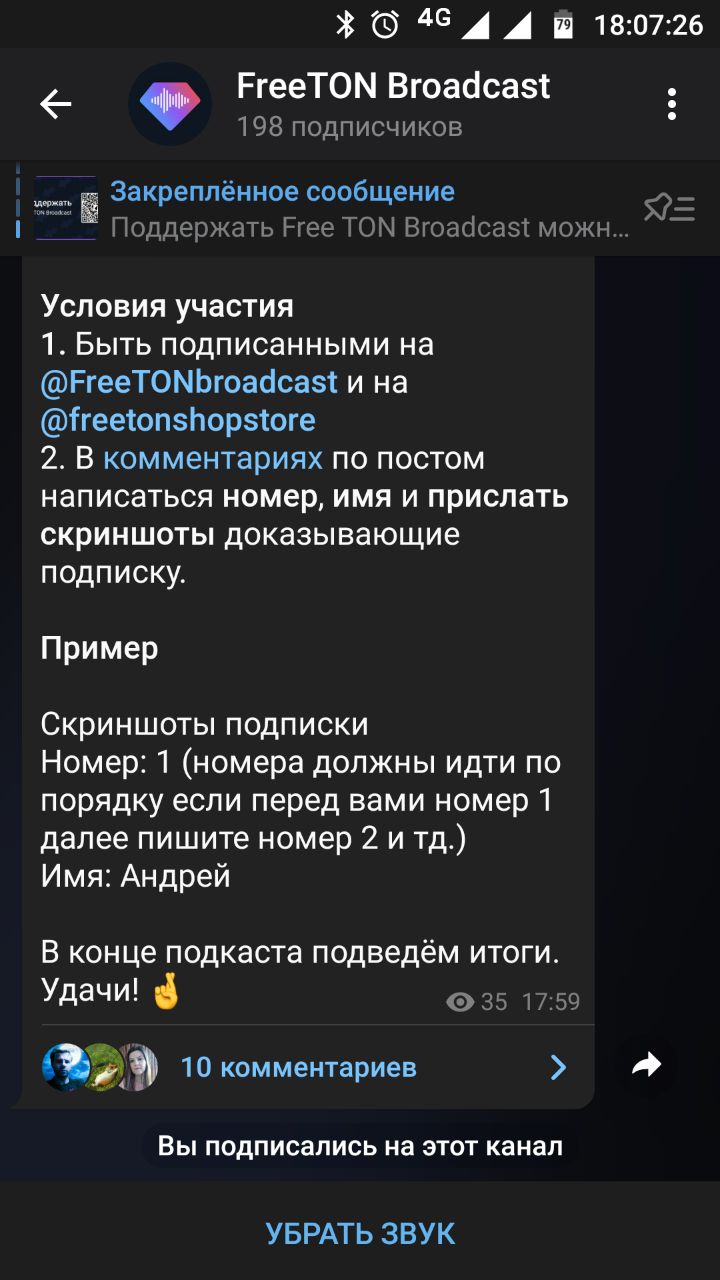 4G 79 18:07:26
FreeTON Broadcast
198 подписчиков
Закреплённое сообщение
Поддержать Free TON Broadcast можн...
Условия участия
1. Быть подписанными на
@FreeTONbroadcast и на
@freetonshopstore
2. В комментариях по постом
написаться номер, имя и прислать
скриншоты доказывающие
подписку.
Пример
Скриншоты подписки
Номер: 1 (номера должны идти по
порядку если перед вами номер 1
далее пишите номер 2 и тд.)
Имя: Андрей
В конце подкаста подведём итоги.
Удачи! 🤞
35 17:59
10 комментариев
Вы подписались на этот канал
УБРАТЬ ЗВУК